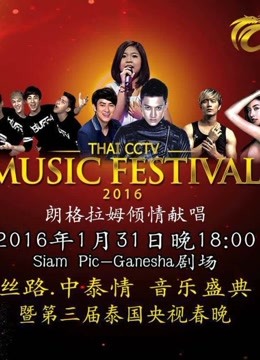 THAI CCTV
MUSIC FESTIVAL
2016
朗格拉姆倾情献唱
2016年1月31日晚18:00
Siam Pic-Ganesha剧场
丝路.中泰情 音乐盛典
暨第三届泰国央视春晚